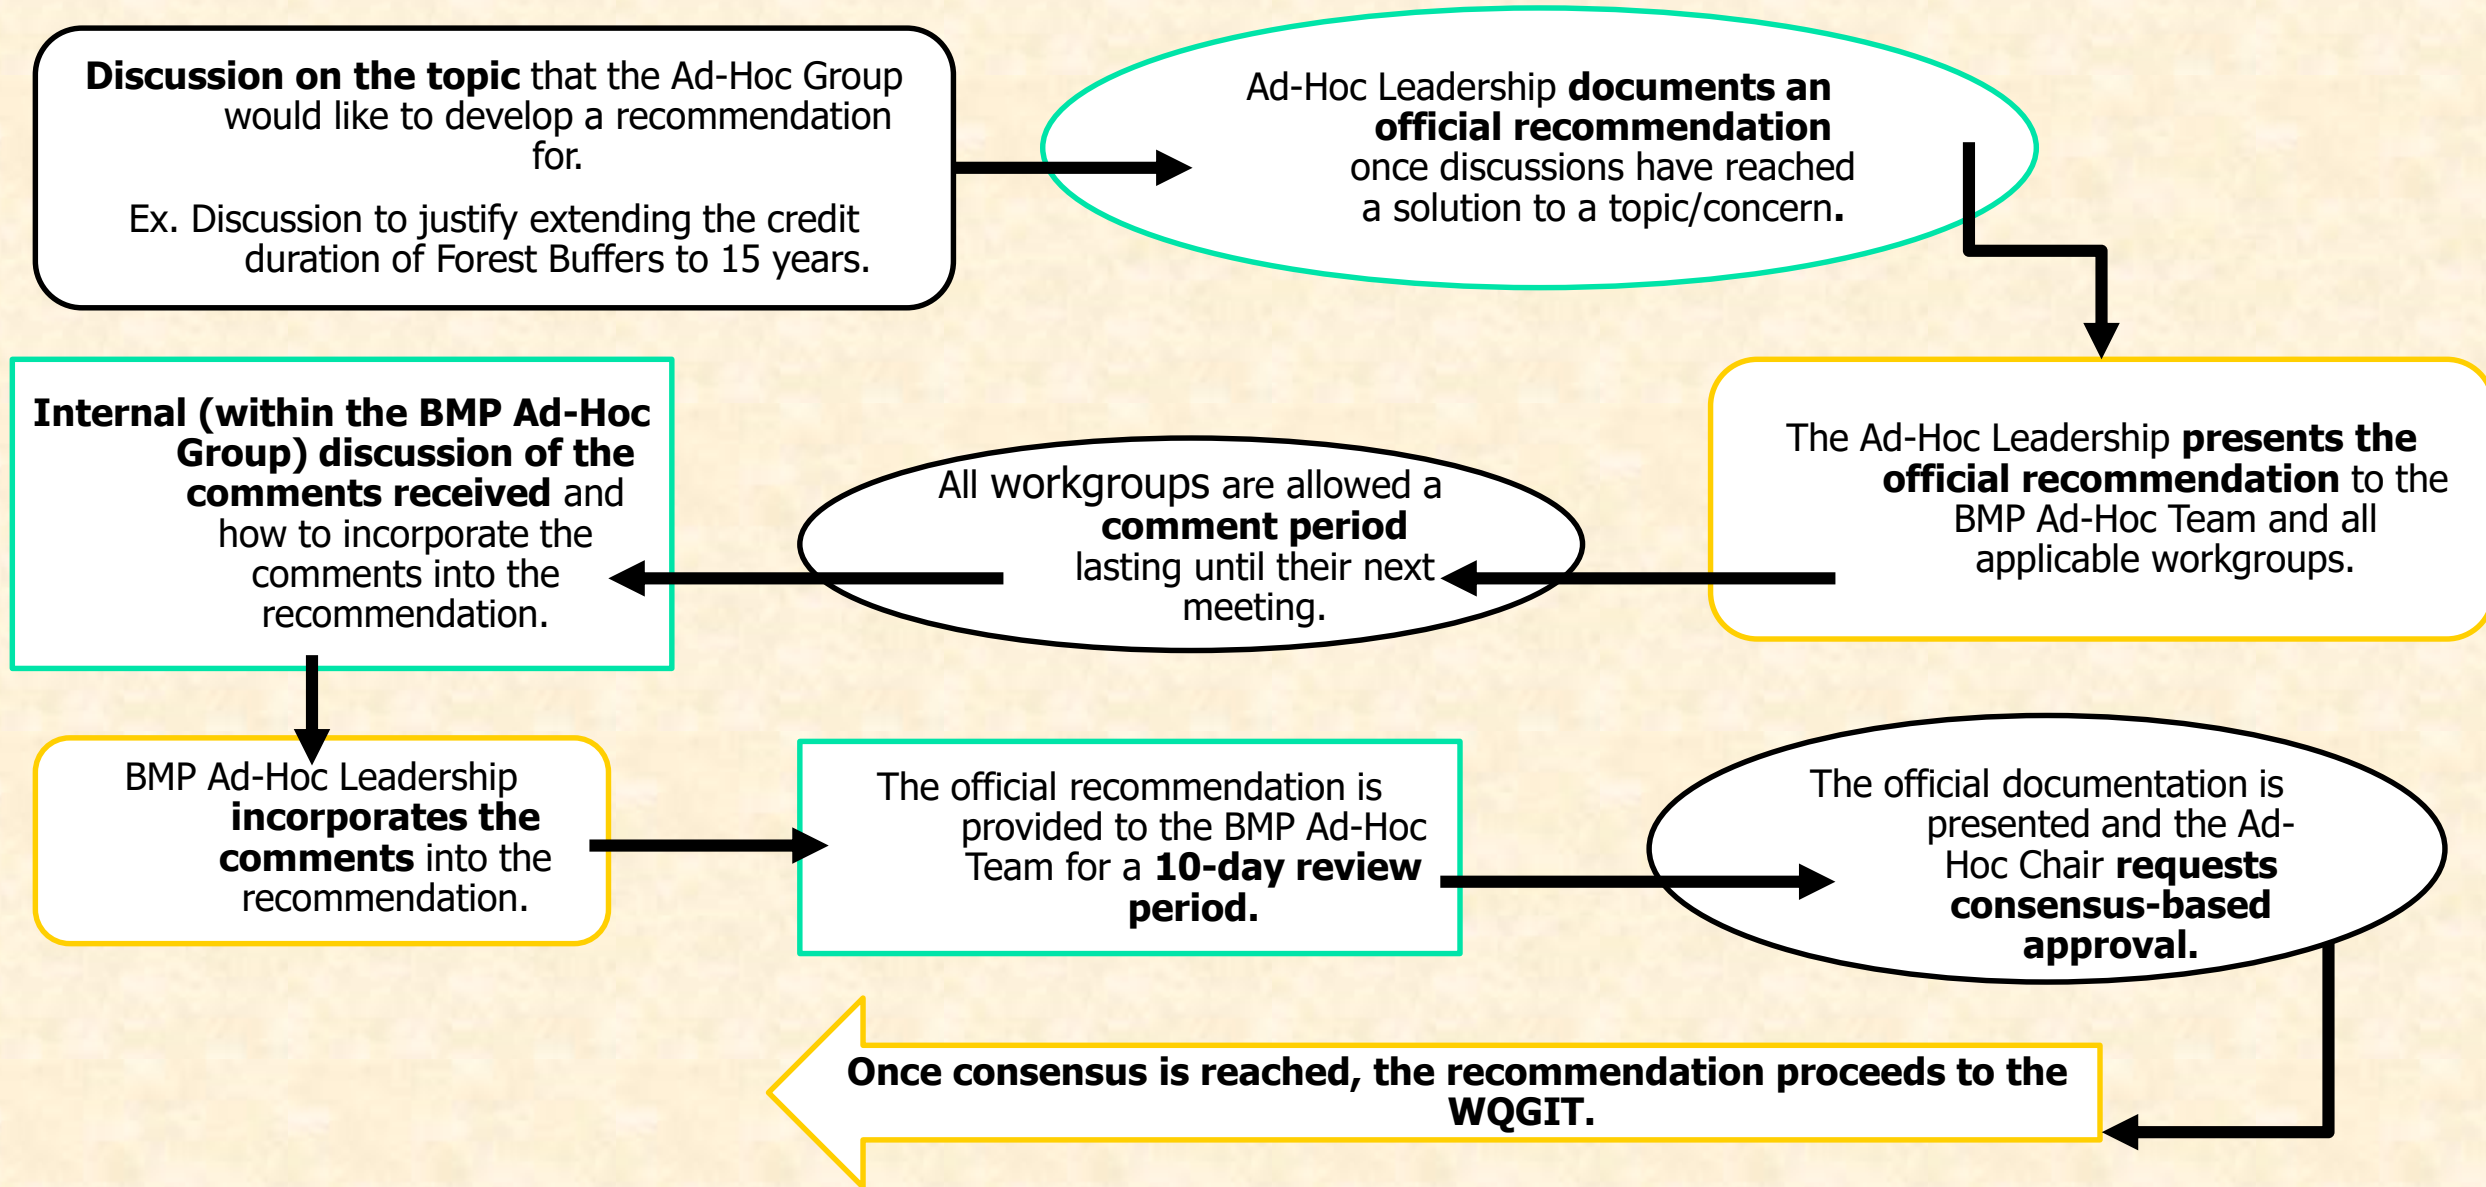 Discussion on the topic that the Ad-Hoc Group
would like to develop a recommendation
for.
Ex. Discussion to justify extending the credit
duration of Forest Buffers to 15 years.
Ad-Hoc Leadership documents an
official recommendation
once discussions have reached
a solution to a topic/concern.
The Ad-Hoc Leadership presents the
official recommendation to the
BMP Ad-Hoc Team and all
applicable workgroups.
All workgroups are allowed a
comment period
lasting until their next
meeting.
Internal (within the BMP Ad-Hoc
Group) discussion of the
comments received and
how to incorporate the
comments into the
recommendation.
BMP Ad-Hoc Leadership
incorporates the
comments into the
recommendation.
The official recommendation is
provided to the BMP Ad-Hoc
Team for a 10-day review
period.
The official documentation is
presented and the Ad-
Hoc Chair requests
consensus-based
approval.
Once consensus is reached, the recommendation proceeds to the
WQGIT.